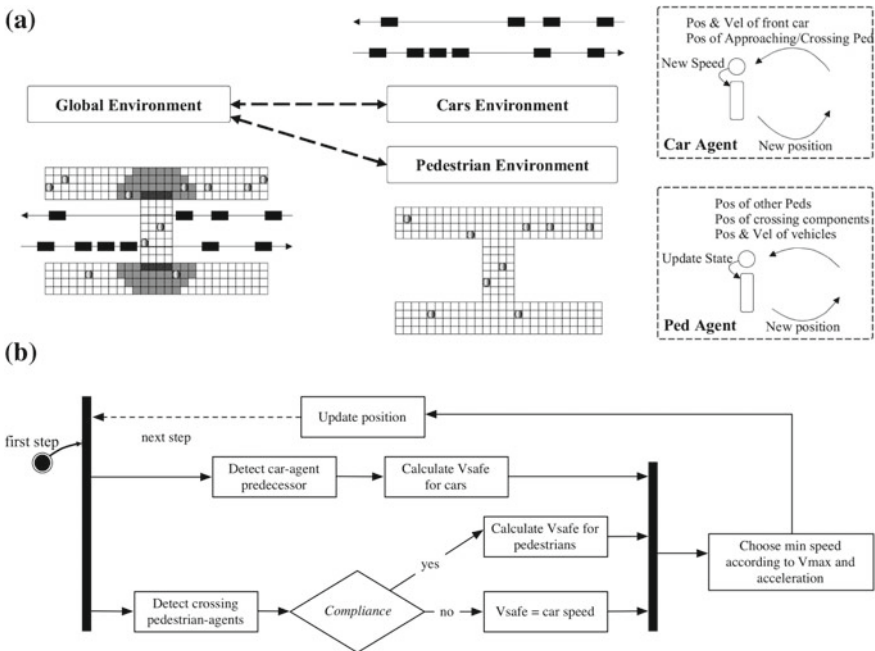 (a)
Global Environment
Cars Environment
Pedestrian Environment
Pos & Vel of front car
Pos of Approaching/Crossing Ped
New Speed
Car Agent
New position
Pos of other Peds
Pos of crossing components
Pos & Vel of vehicles
Update State
Ped Agent
New position
(b)
first step
next step
Update position
Detect car-agent
predecessor
Calculate Vsafe
for cars
Calculate Vsafe for
pedestrians
yes
Detect crossing
pedestrian-agents
Compliance
no
Vsafe = car speed
Choose min speed
according to Vmax and
acceleration